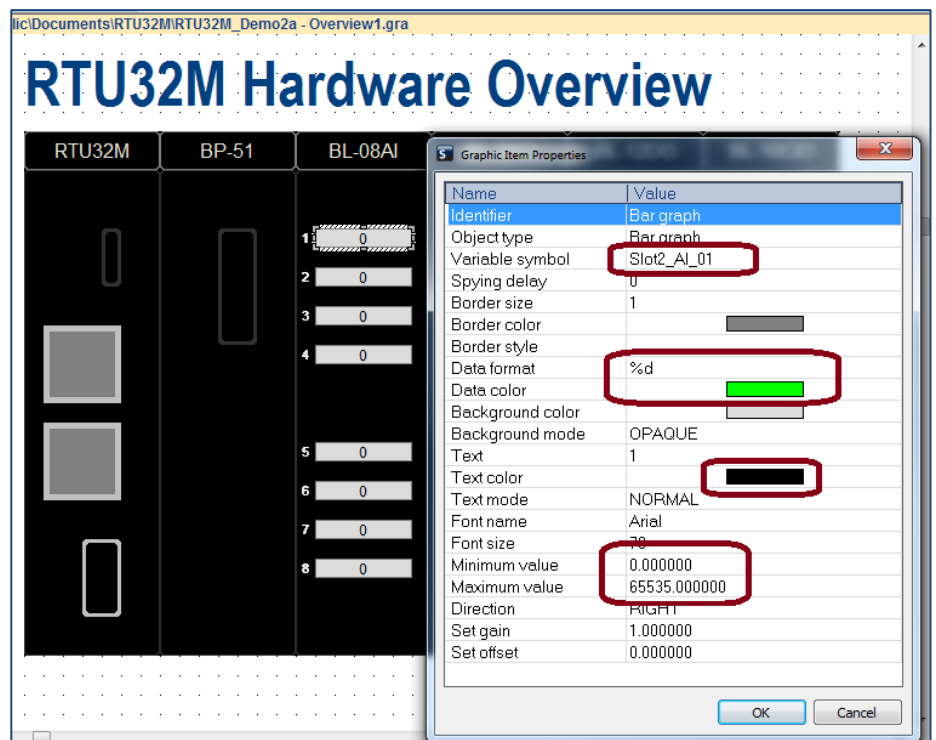 lic\Documents\RTU32M\RTU32M_Demo2a - Overview1.gra
RTU32M Hardware Overview
RTU32M BP-51 BL-08AI
1 0
2 0
3 0
4 0
5 0
6 0
7 0
8 0
Graphic Item Properties
Name Value
Identifier Bar graph
Object type Bar graph
Variable symbol Slot2_AI_01
Spying delay 0
Border size 1
Border color
Border style
Data format %d
Data color
Background color
Background mode OPAQUE
Text 1
Text color
Text mode NORMAL
Font name Arial
Font size 70
Minimum value 0.000000
Maximum value 65535.000000
Direction RIGHT
Set gain 1.000000
Set offset 0.000000
OK Cancel